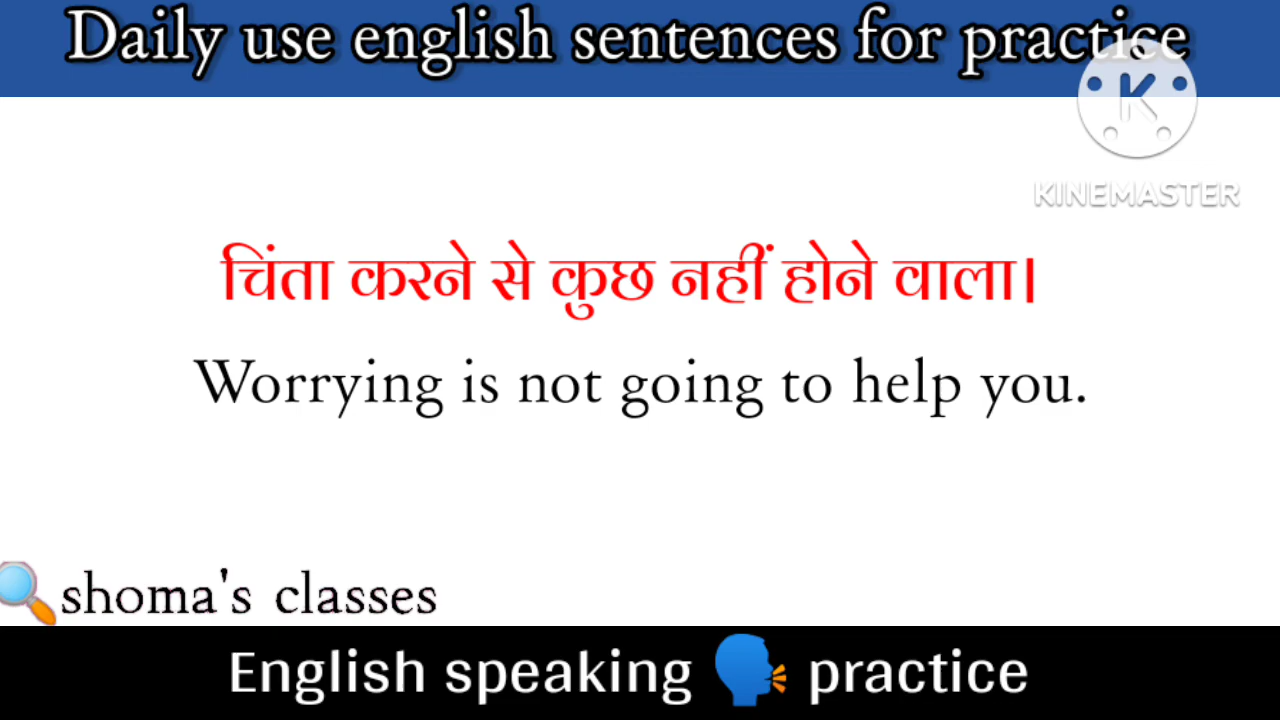 Daily use english sentences for practice
K
KINEMASTER
चिंता करने से कुछ नहीं होने वाला।
Worrying is not going to help you.
shoma's classes
English speaking practice